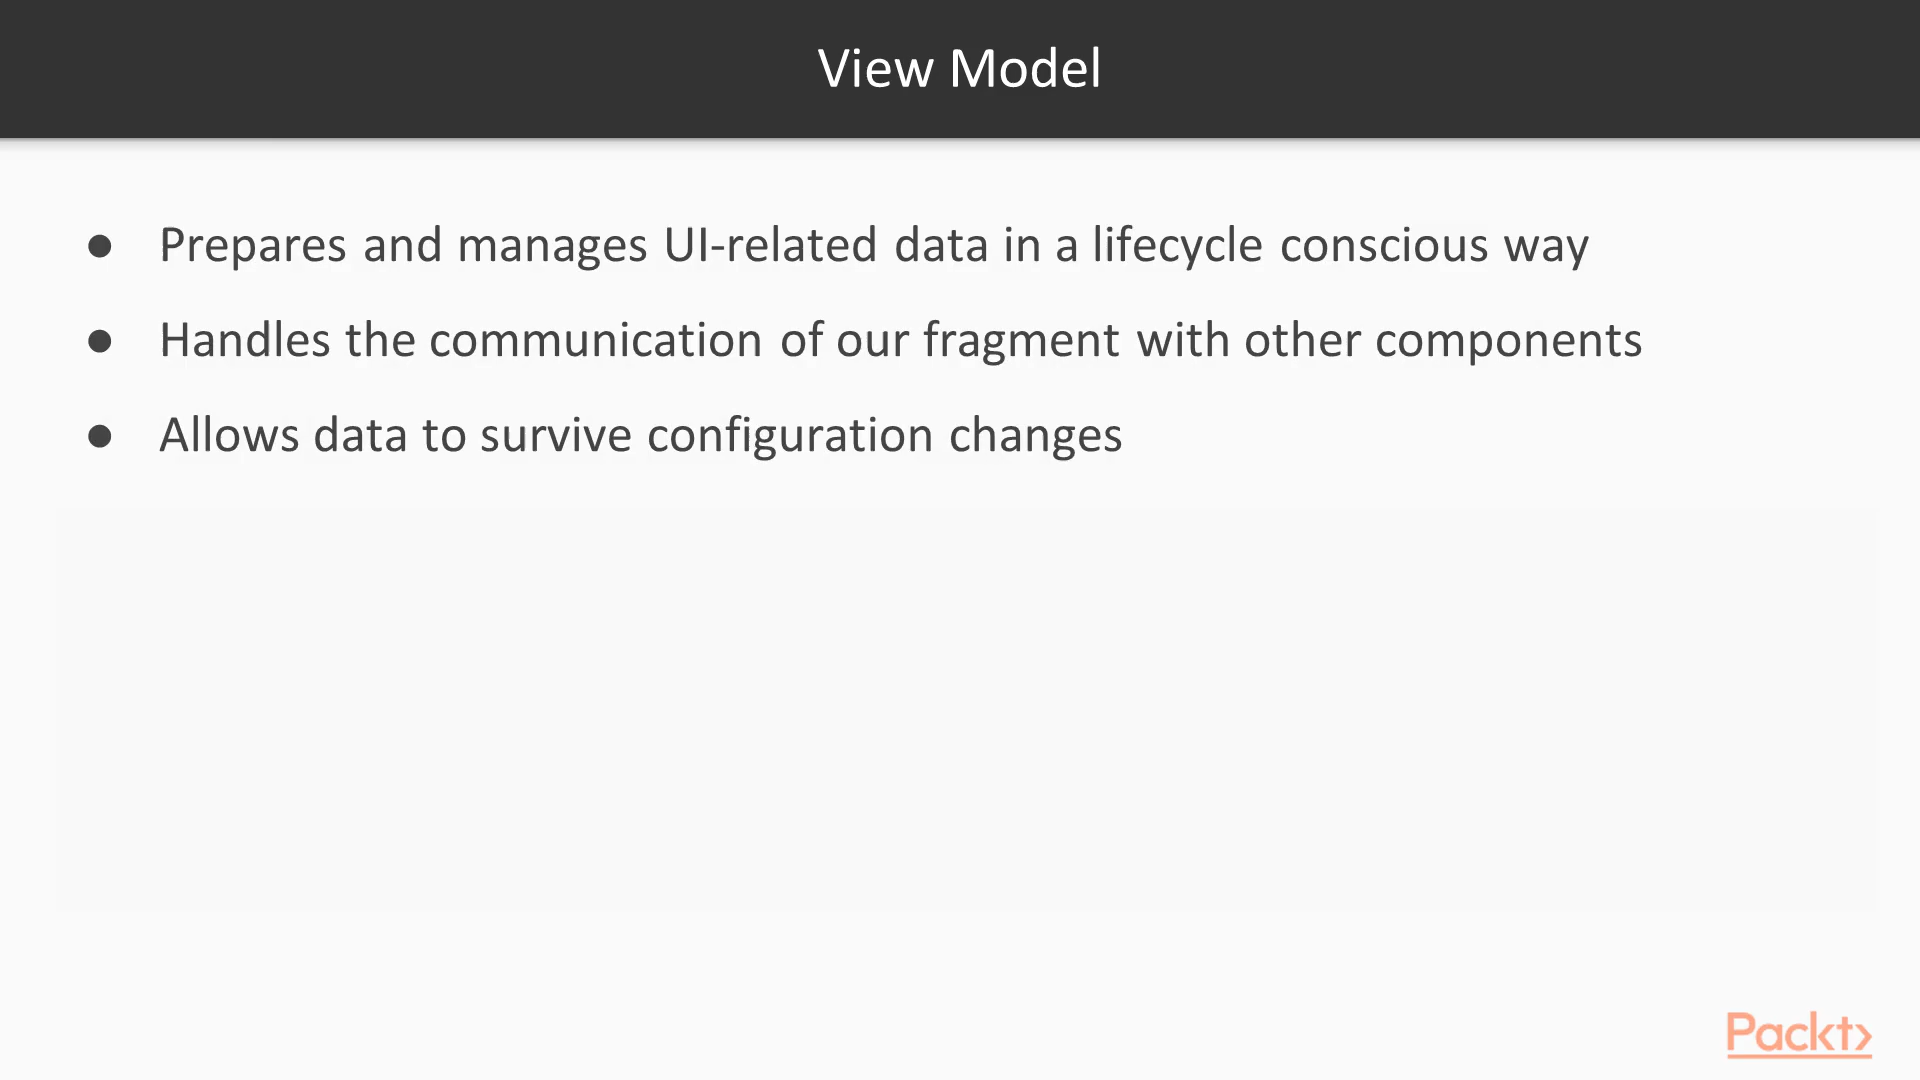 View Model
● Prepares and manages UI-related data in a lifecycle conscious way
● Handles the communication of our fragment with other components
● Allows data to survive configuration changes
Packt>